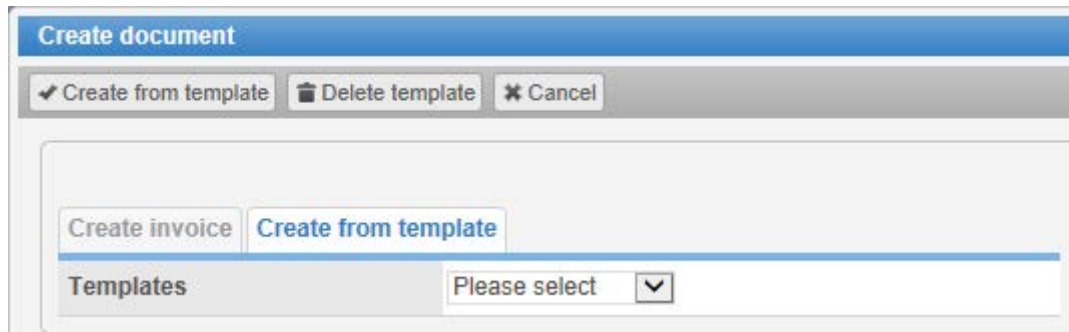 Create document
Create from template Delete template Cancel
Create invoice Create from template
Templates Please select